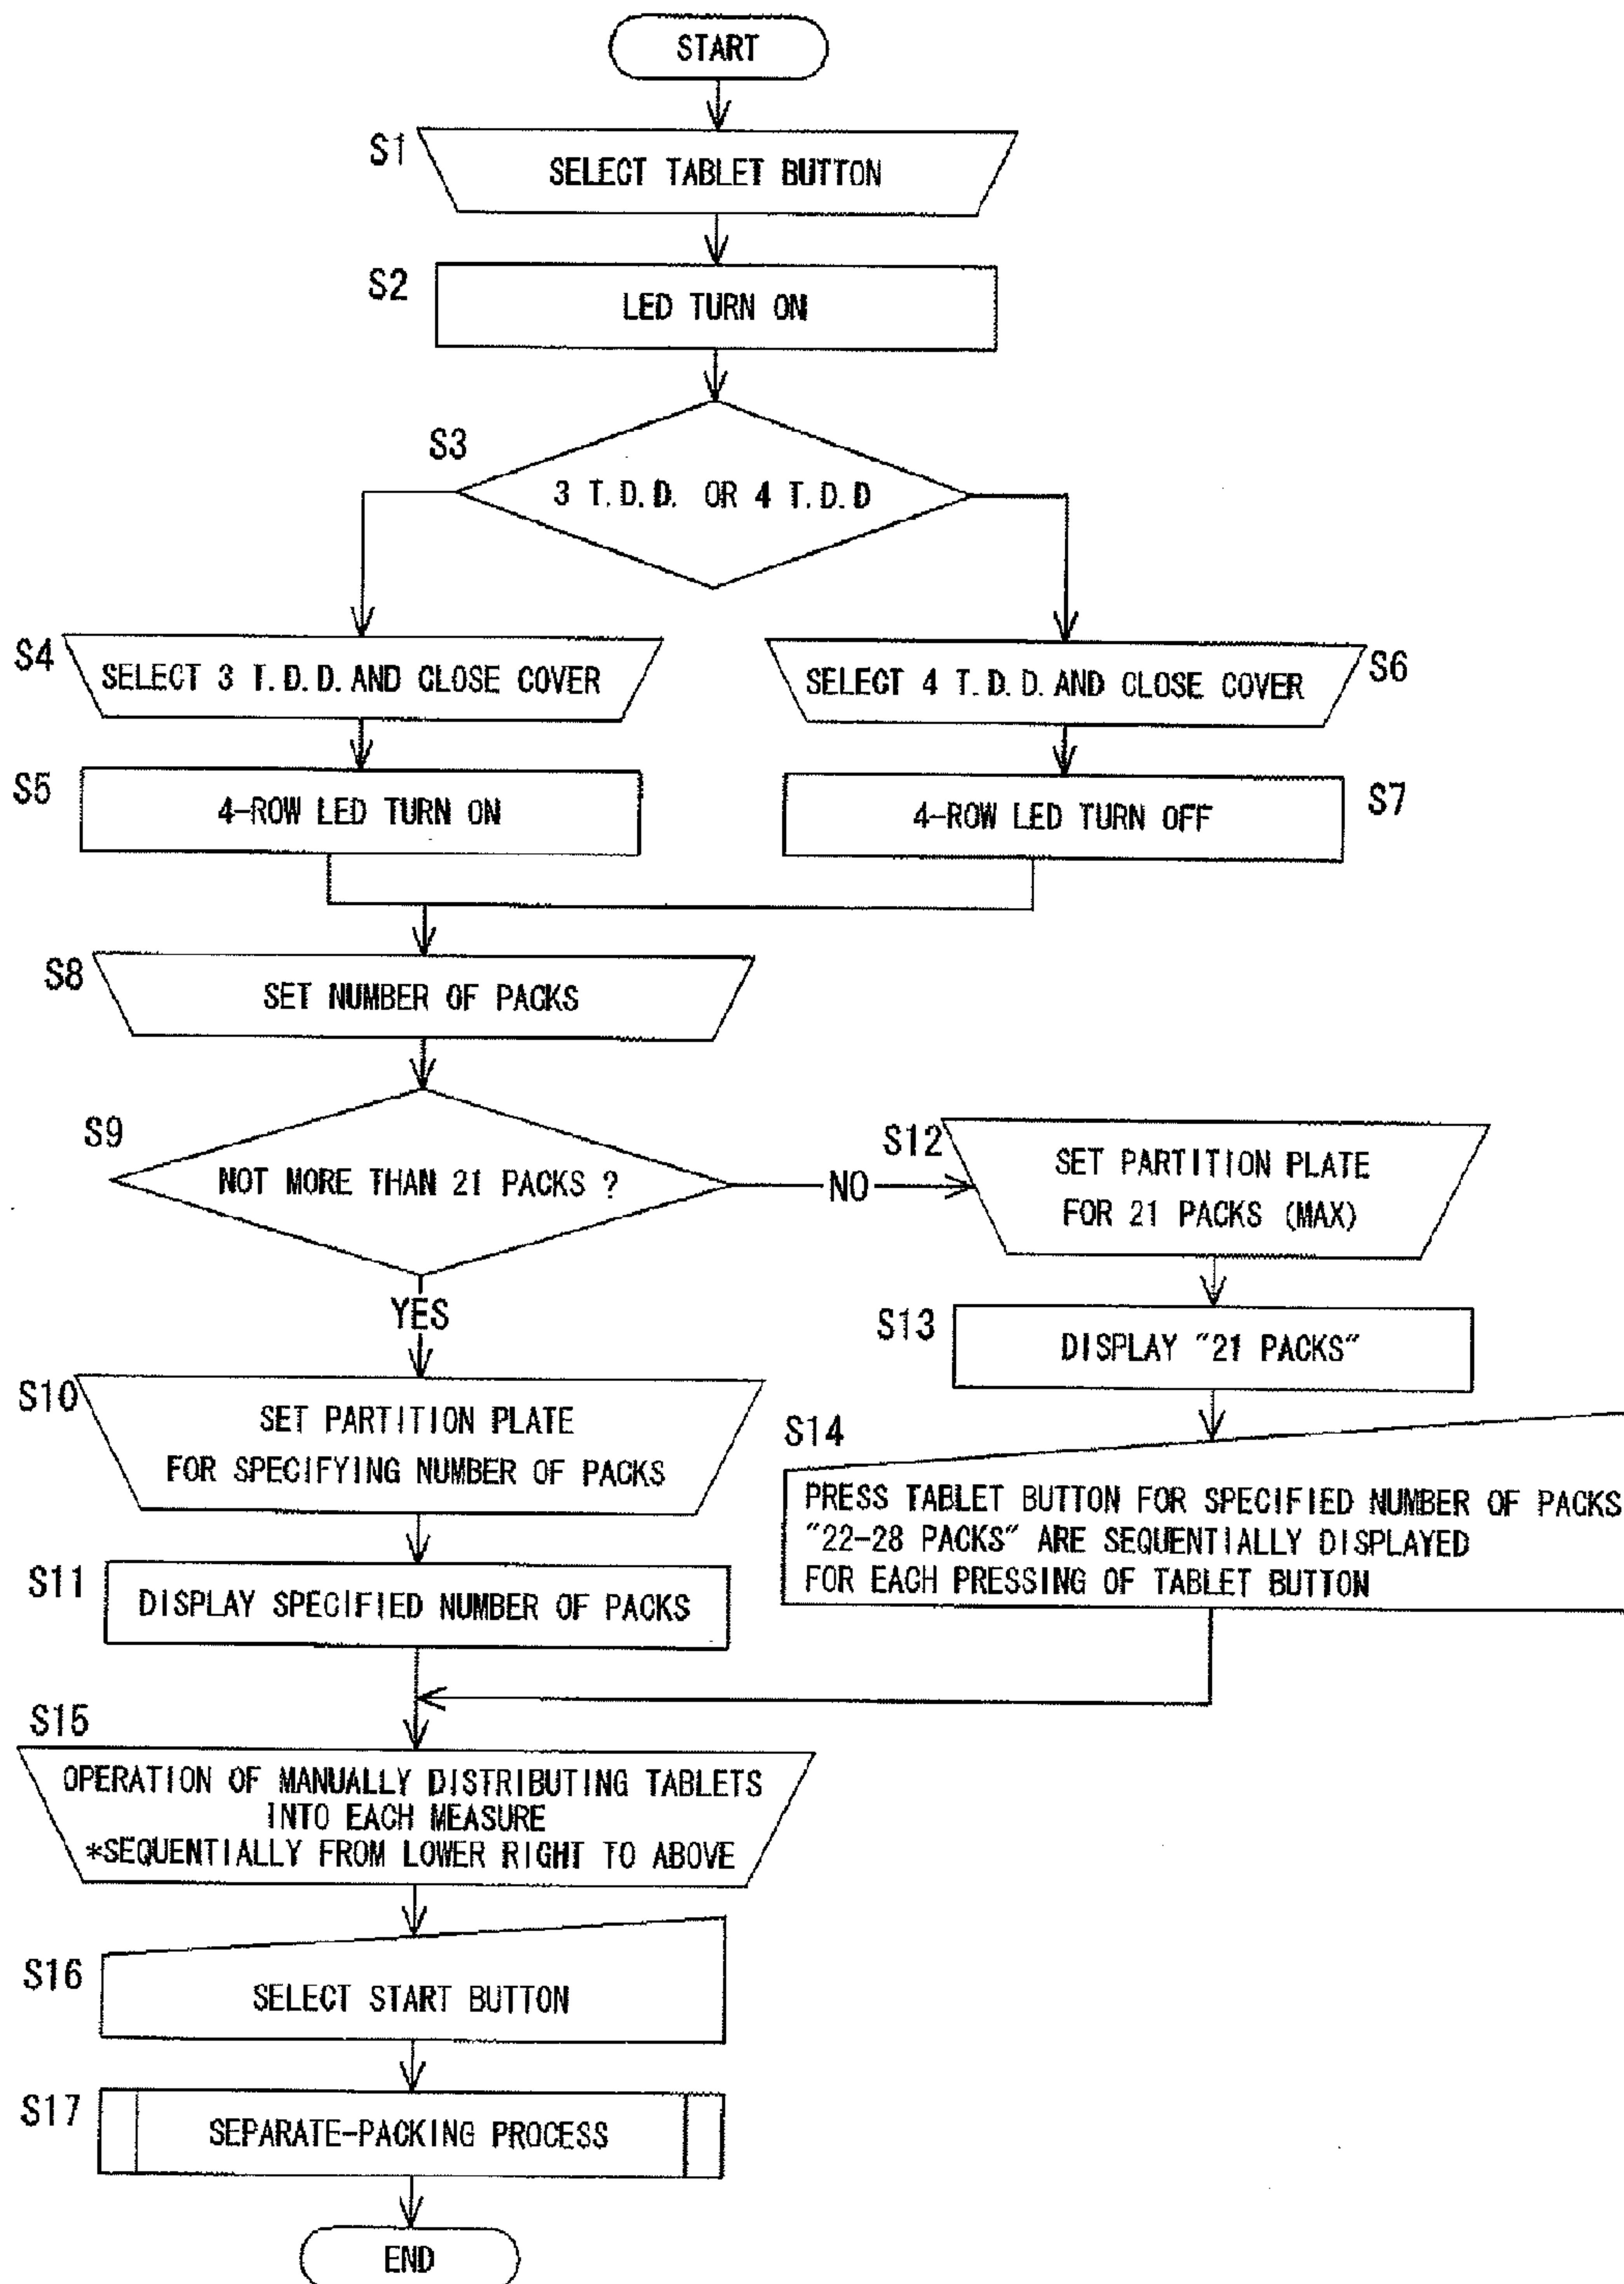 START
S1
SELECT TABLET BUTTON
S2
LED TURN ON
S3
3 T.D.D. OR 4 T.D.D
S4
SELECT 3 T.D.D. AND CLOSE COVER
S6
SELECT 4 T.D.D. AND CLOSE COVER
S5
4-ROW LED TURN ON
S7
4-ROW LED TURN OFF
S8
SET NUMBER OF PACKS
S9
NOT MORE THAN 21 PACKS ?
NO
YES
S12
SET PARTITION PLATE
FOR 21 PACKS (MAX)
S13
DISPLAY "21 PACKS"
S10
SET PARTITION PLATE
FOR SPECIFYING NUMBER OF PACKS
S14
PRESS TABLET BUTTON FOR SPECIFIED NUMBER OF PACKS
"22-28 PACKS" ARE SEQUENTIALLY DISPLAYED
FOR EACH PRESSING OF TABLET BUTTON
S11
DISPLAY SPECIFIED NUMBER OF PACKS
S15
OPERATION OF MANUALLY DISTRIBUTING TABLETS
INTO EACH MEASURE
*SEQUENTIALLY FROM LOWER RIGHT TO ABOVE
S16
SELECT START BUTTON
S17
SEPARATE-PACKING PROCESS
END